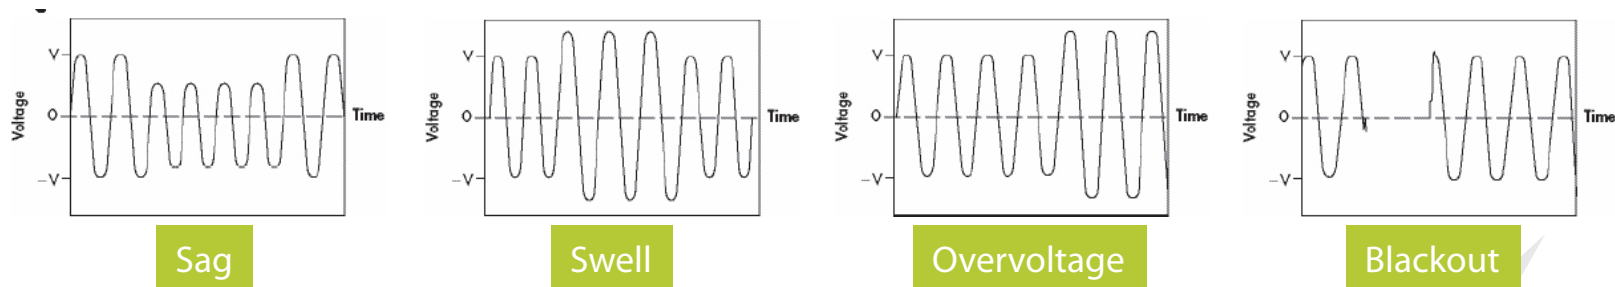 V
0
-V
Voltage
Time
Sag
V
0
-V
Voltage
Time
Swell
V
0
-V
Voltage
Time
Overvoltage
V
0
-V
Voltage
Time
Blackout